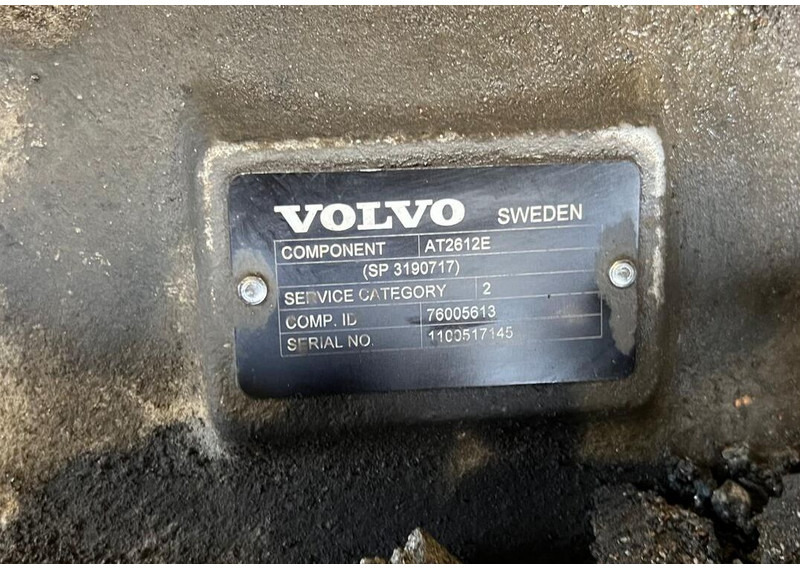 VOLVO SWEDEN
COMPONENT AT2612E
(SP 3190717)
SERVICE CATEGORY 2
COMP. ID 76005613
SERIAL NO. 1100517145